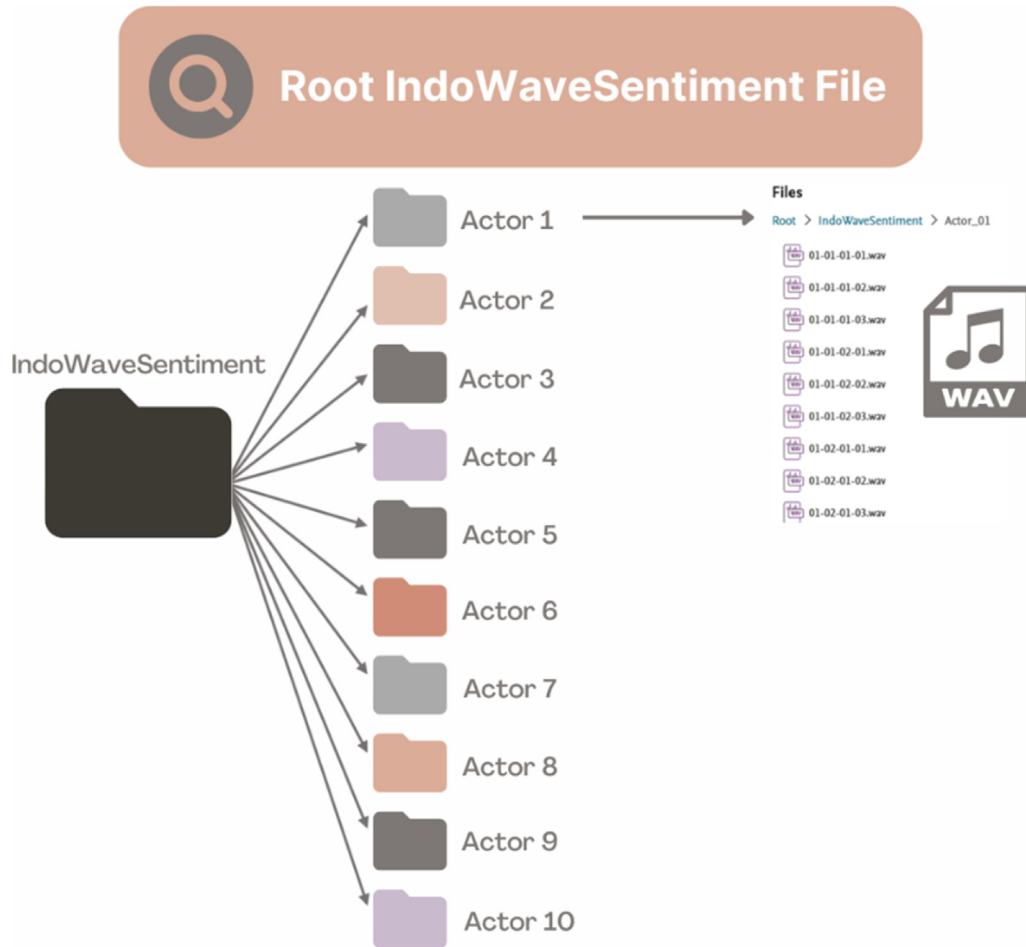 Root IndoWaveSentiment File
IndoWaveSentiment
Actor 1
Actor 2
Actor 3
Actor 4
Actor 5
Actor 6
Actor 7
Actor 8
Actor 9
Actor 10
Files
Root > IndoWaveSentiment > Actor_01
01-01-01-01.wav
01-01-01-02.wav
01-01-01-03.wav
01-01-02-01.wav
01-01-02-02.wav
01-01-02-03.wav
01-02-01-01.wav
01-02-01-02.wav
01-02-01-03.wav
WAV